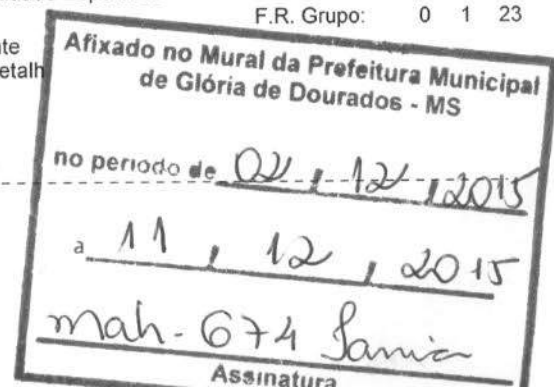 F.R. Grupo: 0 1 23
Afixado no Mural da Prefeitura Municipal
de Glória de Dourados - MS
no periodo de 02, 12, 2015
a 11, 12, 2015
mah - 674
Assinatura